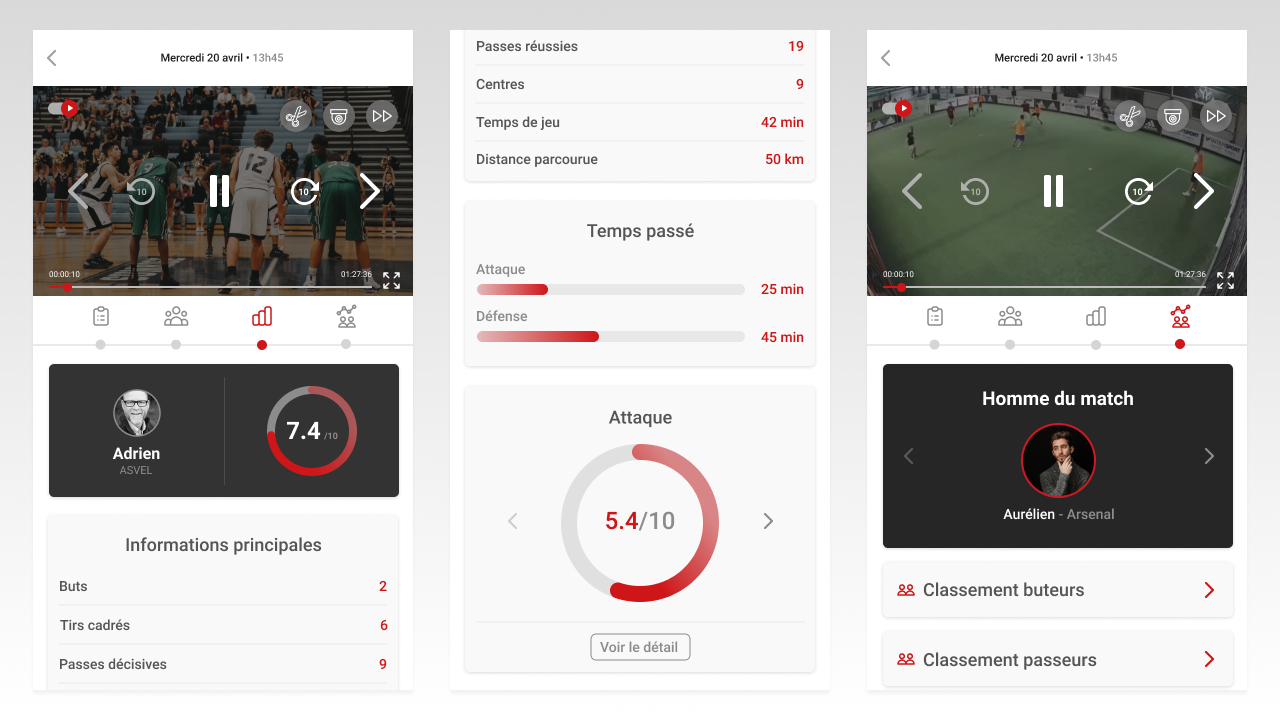 Mercredi 20 avril • 13h45
12
10
10
00:00:10
01:27:36
Adrien
ASVEL
7.4 /10
Informations principales
Buts 2
Tirs cadrés 6
Passes décisives 9
Passes réussies 19
Centres 9
Temps de jeu 42 min
Distance parcourue 50 km
Temps passé
Attaque
25 min
Défense
45 min
Attaque
5.4/10
Voir le détail
Mercredi 20 avril • 13h45
10
10
00:00:10
01:27:36
Homme du match
Aurélien - Arsenal
Classement buteurs
Classement passeurs